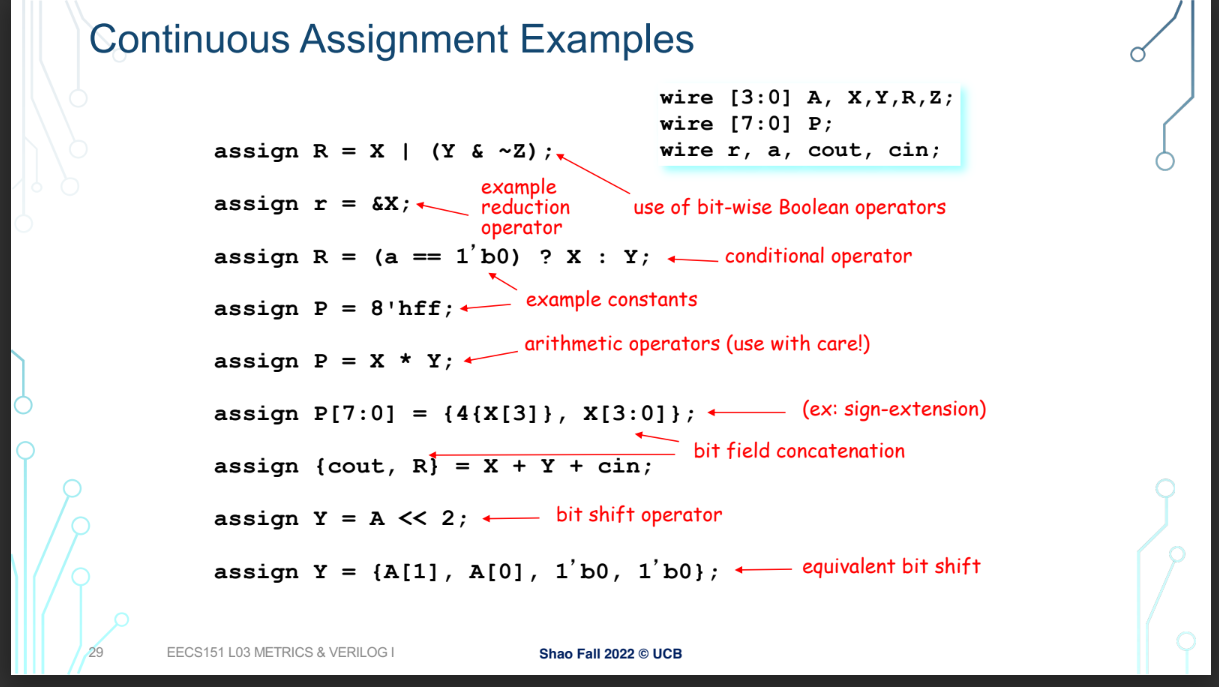 Continuous Assignment Examples
wire [3:0] A, X,Y,R,Z;
wire [7:0] P;
wire r, a, cout, cin;
assign R = X | (Y & ~Z);
use of bit-wise Boolean operators
assign r = &X;
example
reduction
operator
assign R = (a == 1'b0) ? X : Y;
conditional operator
example constants
assign P = 8'hff;
arithmetic operators (use with care!)
assign P = X * Y;
assign P[7:0] = {4{X[3]}, X[3:0]};
(ex: sign-extension)
bit field concatenation
assign {cout, R} = X + Y + cin;
assign Y = A << 2;
bit shift operator
assign Y = {A[1], A[0], 1'b0, 1'b0};
equivalent bit shift
29
EECS151 L03 METRICS & VERILOG I
Shao Fall 2022 © UCB